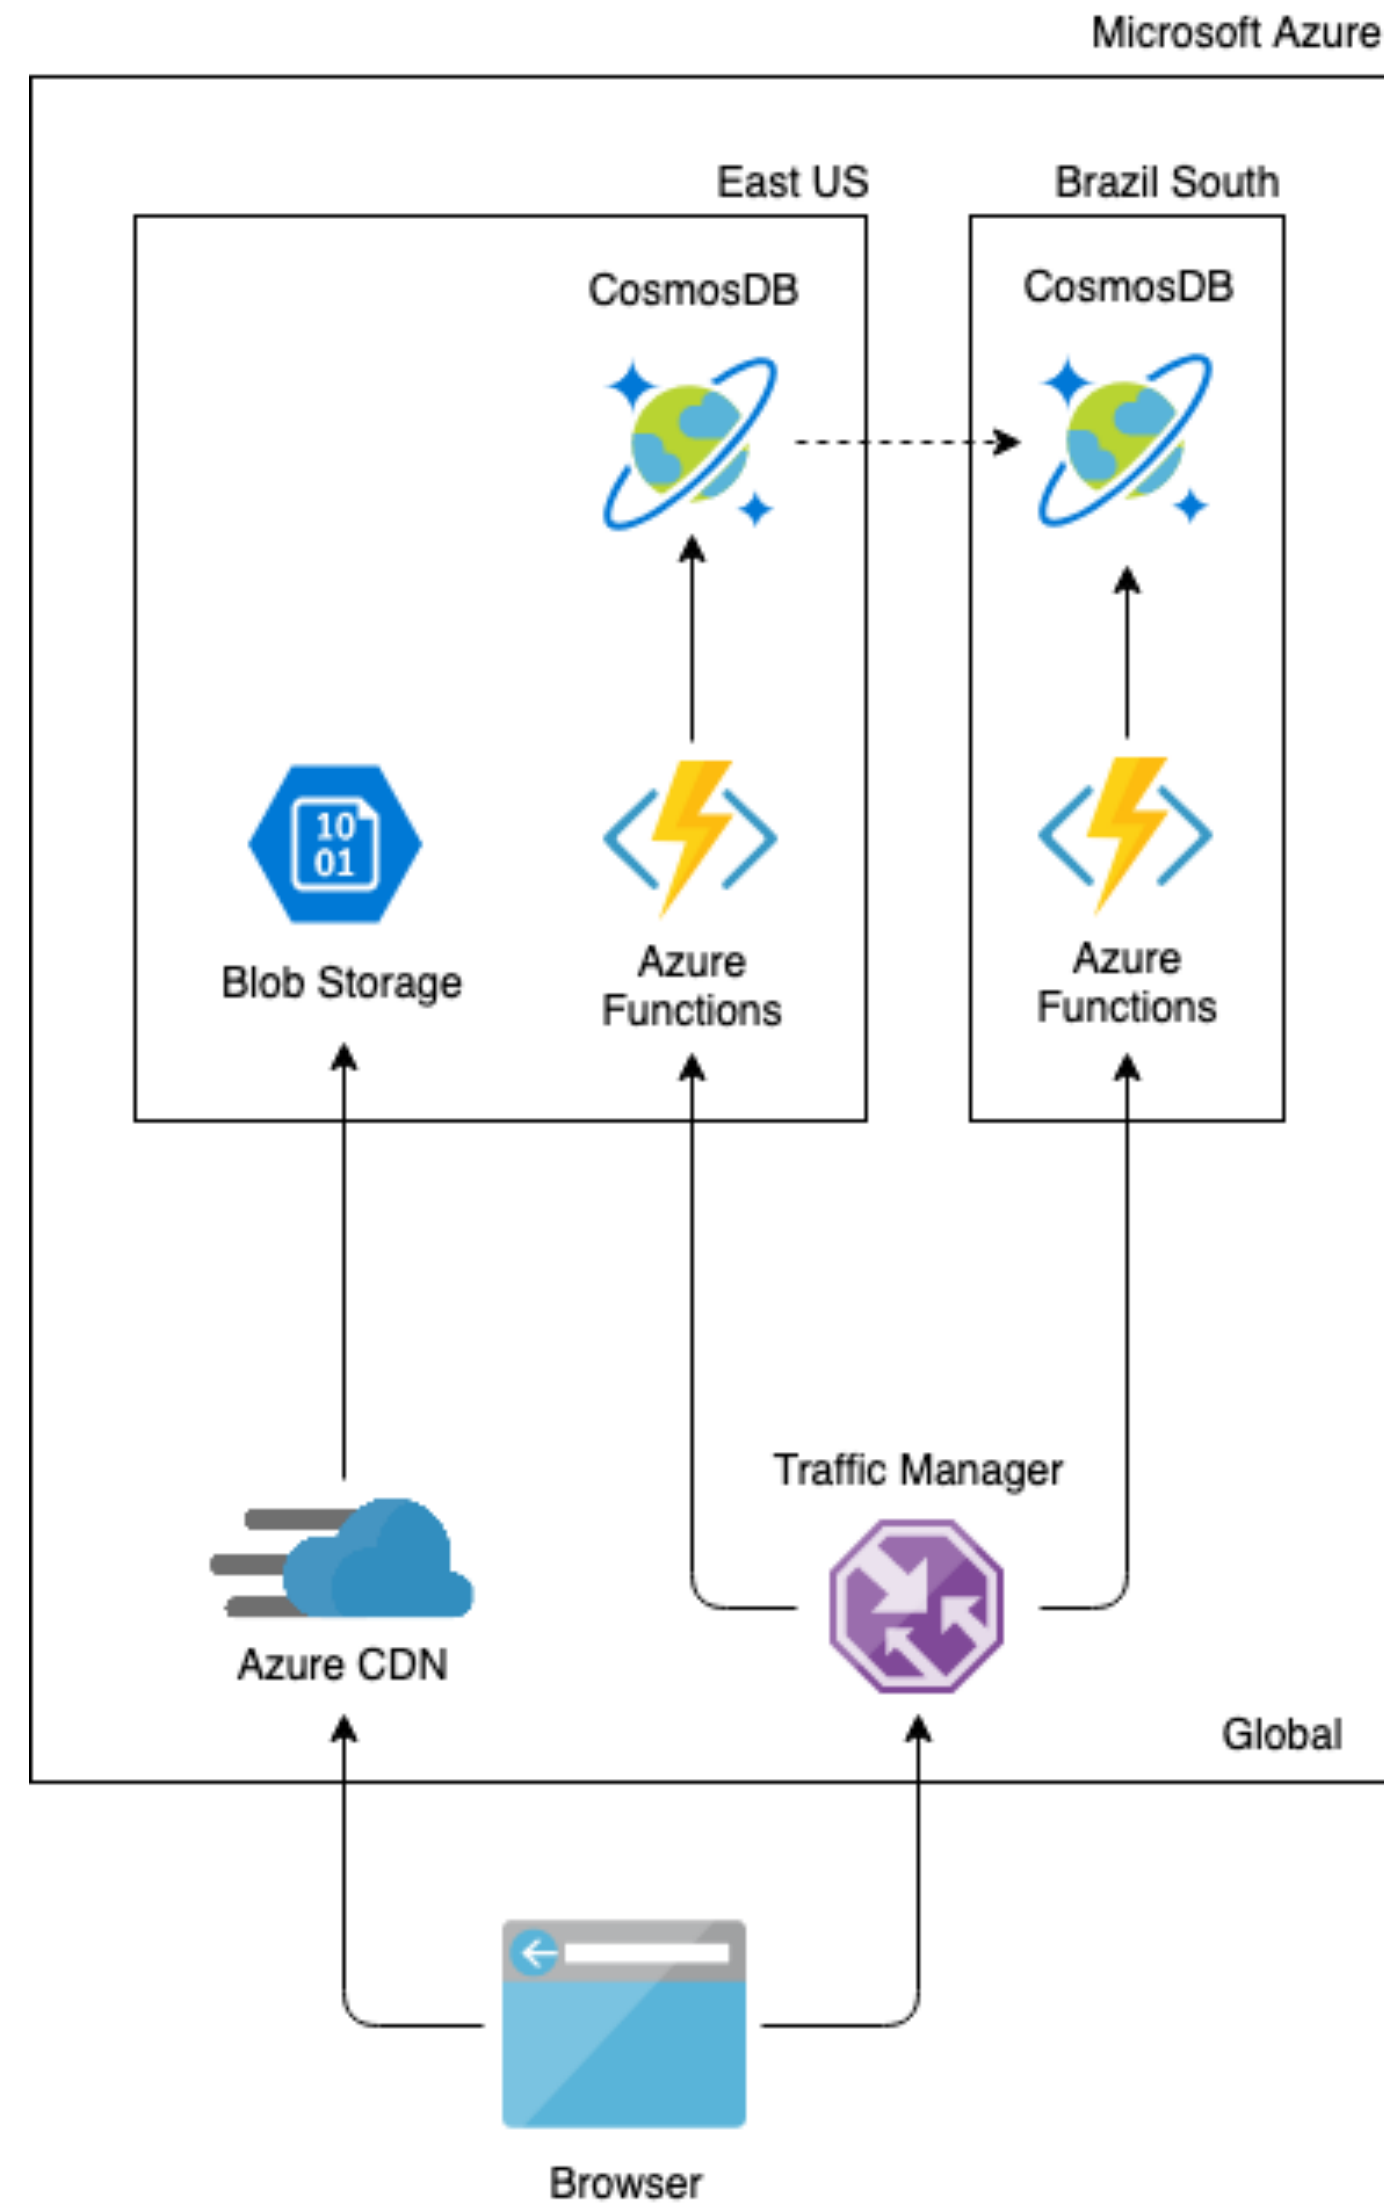 Microsoft Azure
East US
Brazil South
CosmosDB
CosmosDB
10
01
Blob Storage
Azure
Functions
Azure
Functions
Traffic Manager
Azure CDN
Global
Browser